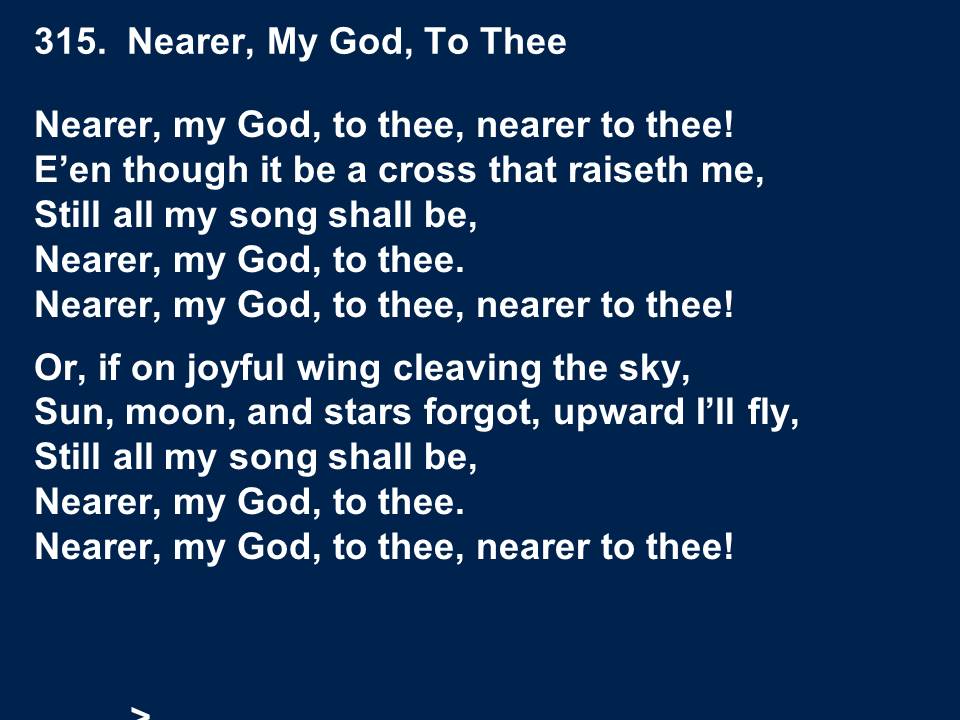 315.  Nearer, My God, To Thee
Nearer, my God, to thee, nearer to thee!
E’en though it be a cross that raiseth me,
Still all my song shall be,
Nearer, my God, to thee.
Nearer, my God, to thee, nearer to thee!
Or, if on joyful wing cleaving the sky,
Sun, moon, and stars forgot, upward I’ll fly,
Still all my song shall be,
Nearer, my God, to thee.
Nearer, my God, to thee, nearer to thee!
>